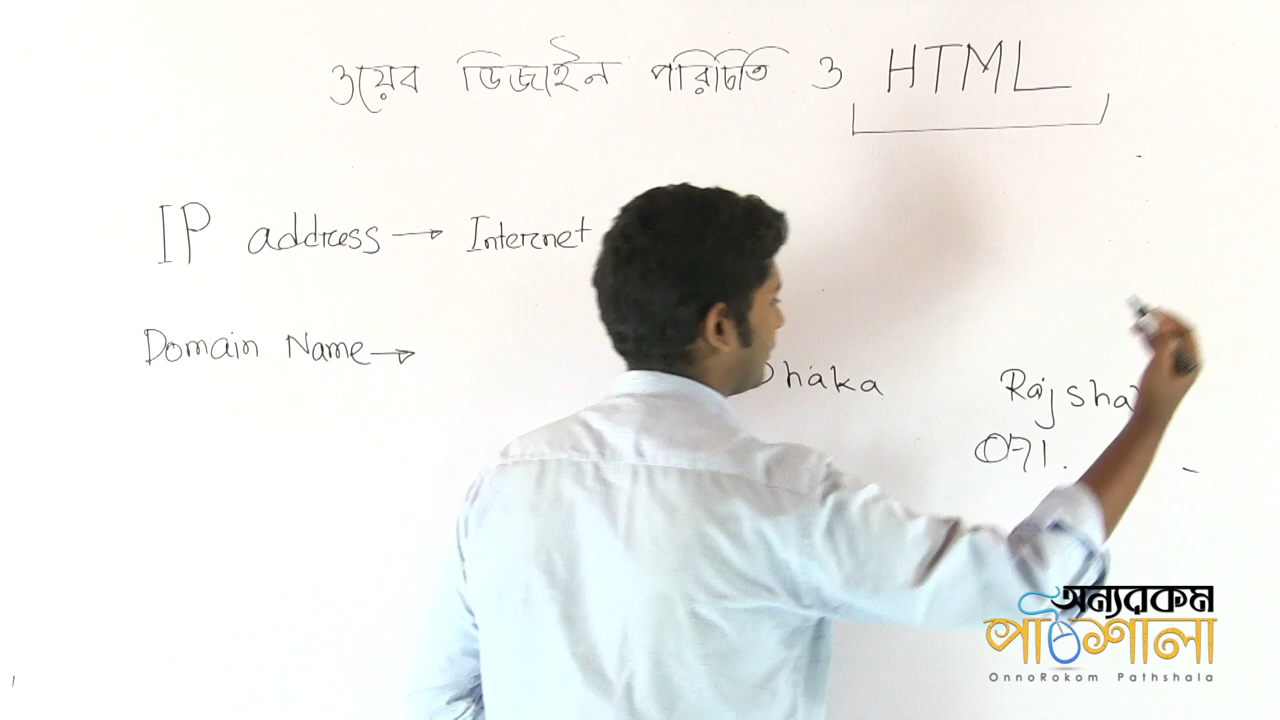 ওয়েব ডিজাইন পরিচিতি ও HTML
IP address → Internet
Domain Name →
Dhaka
Rajsha
071.
অন্যরকম
পাঠশালা
OnnoRokom Pathshala